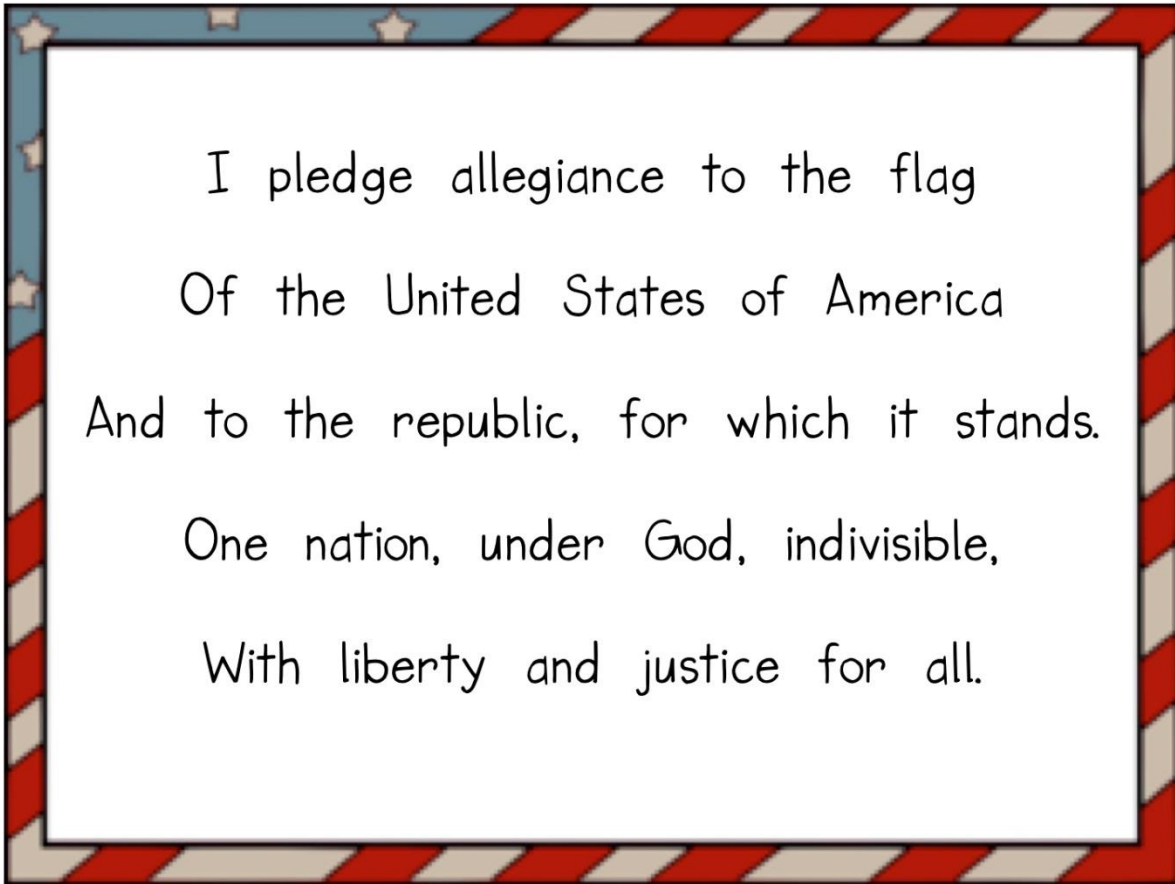 I pledge allegiance to the flag
Of the United States of America
And to the republic, for which it stands.
One nation, under God, indivisible,
With liberty and justice for all.